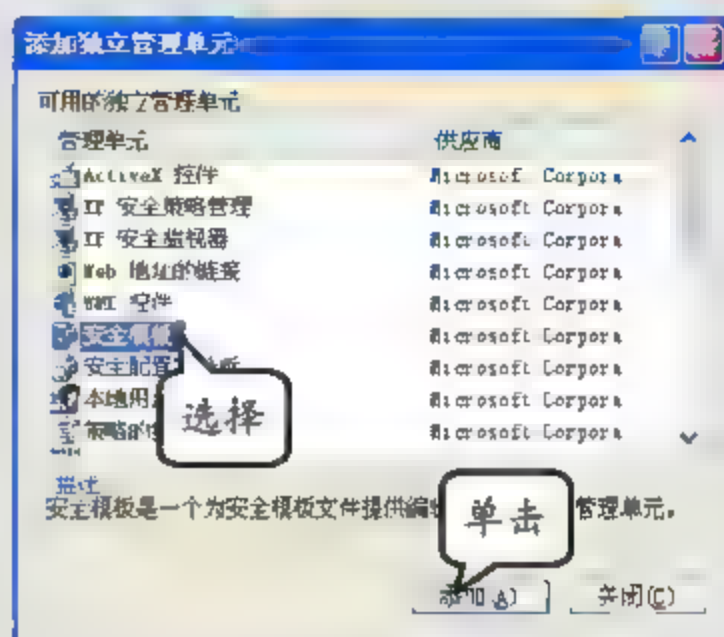 添加独立管理单元
可用的独立管理单元
管理单元 供应商
ActiveX 控件 Microsoft Corpora
IP 安全策略管理 Microsoft Corpora
IP 安全监视器 Microsoft Corpora
Web 地址的链接 Microsoft Corpora
WMI 控件 Microsoft Corpora
安全模板 Microsoft Corpora
安全配置 Microsoft Corpora
本地用 Microsoft Corpora
策略的 Microsoft Corpora
选择
描述
安全模板是一个为安全模板文件提供编 管理单元。
单击
添加(A) 关闭(C)